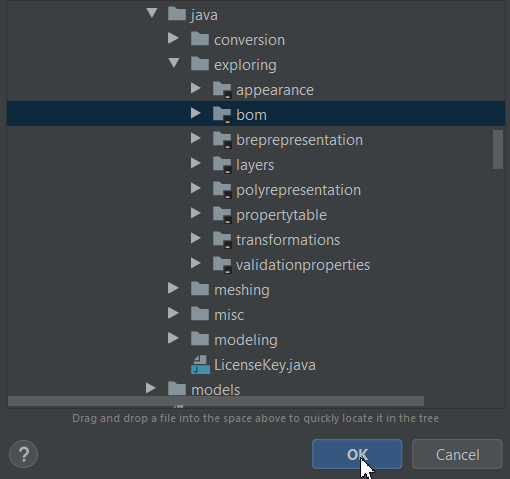 java
conversion
exploring
appearance
bom
breprepresentation
layers
polyrepresentation
propertytable
transformations
validationproperties
meshing
misc
modeling
LicenseKey.java
models
Drag and drop a file into the space above to quickly locate it in the tree
? OK Cancel